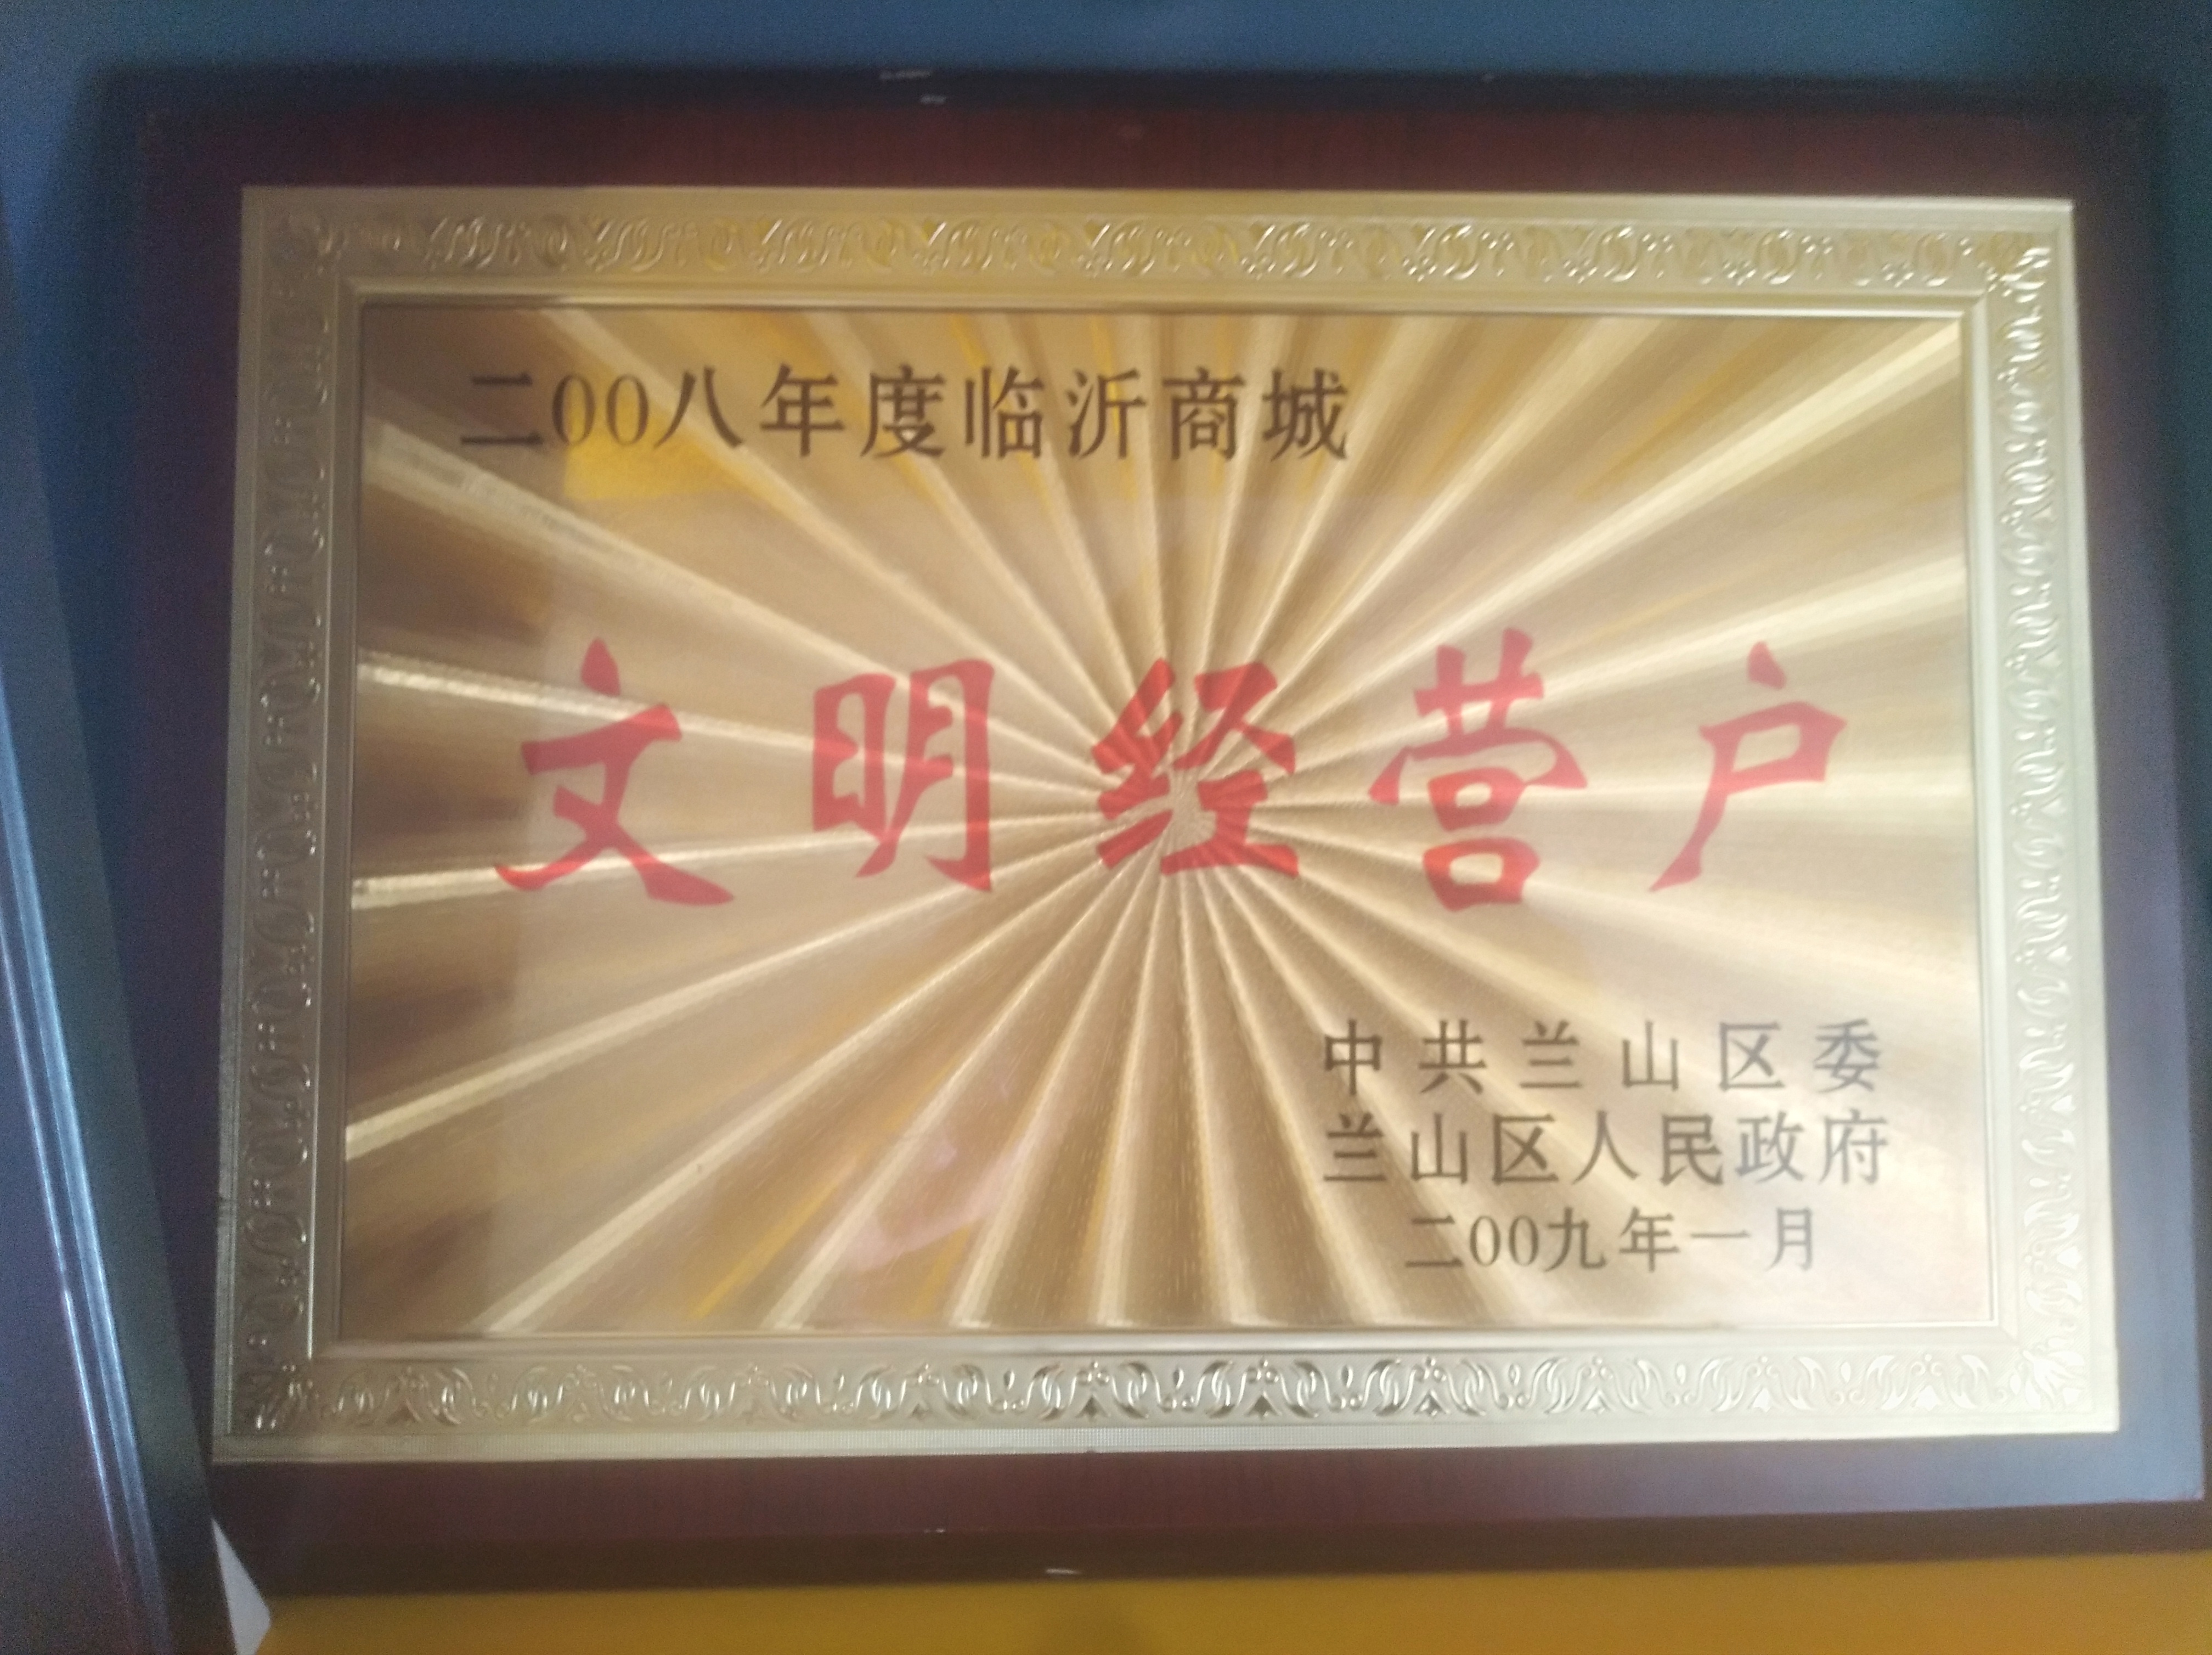 二00八年度临沂商城
文明经营户
中共兰山区委
兰山区人民政府
二00九年一月